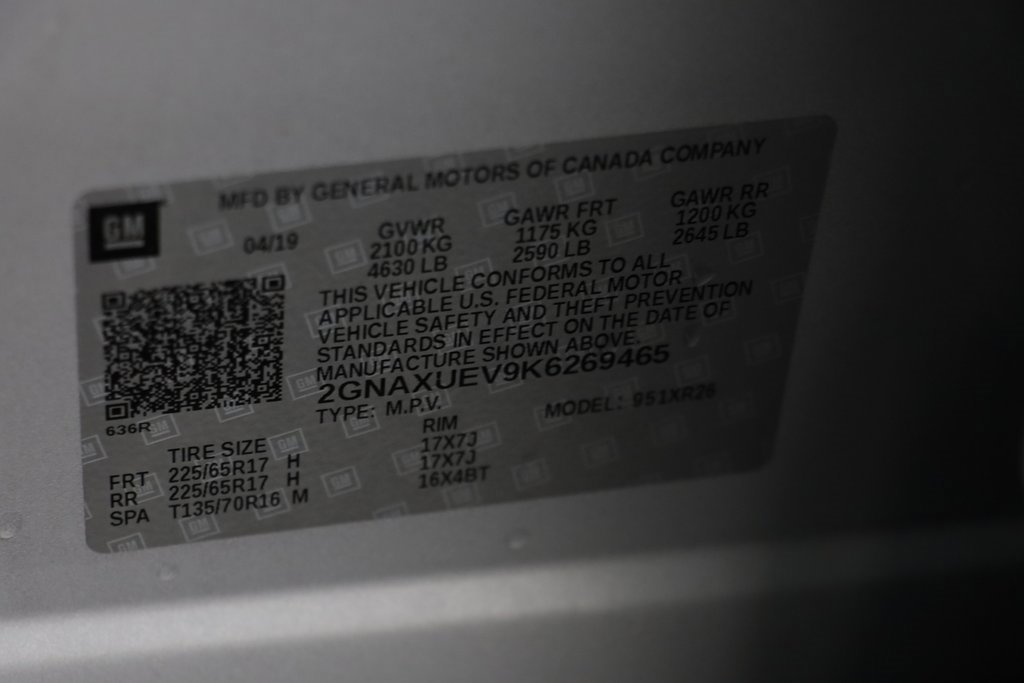 MFD BY GENERAL MOTORS OF CANADA COMPANY
GM
04/19
GVWR
2100 KG
4630 LB
GAWR FRT
1175 KG
2590 LB
GAWR RR
1200 KG
2645 LB
THIS VEHICLE CONFORMS TO ALL
APPLICABLE U.S. FEDERAL MOTOR
VEHICLE SAFETY AND THEFT PREVENTION
STANDARDS IN EFFECT ON THE DATE OF
MANUFACTURE SHOWN ABOVE.
2GNAXUEV9K6269465
TYPE: M.P.V.
MODEL: 951XR26
636R
TIRE SIZE
RIM
FRT 225/65R17 H 17X7J
RR 225/65R17 H 17X7J
SPA T135/70R16 M 16X4BT